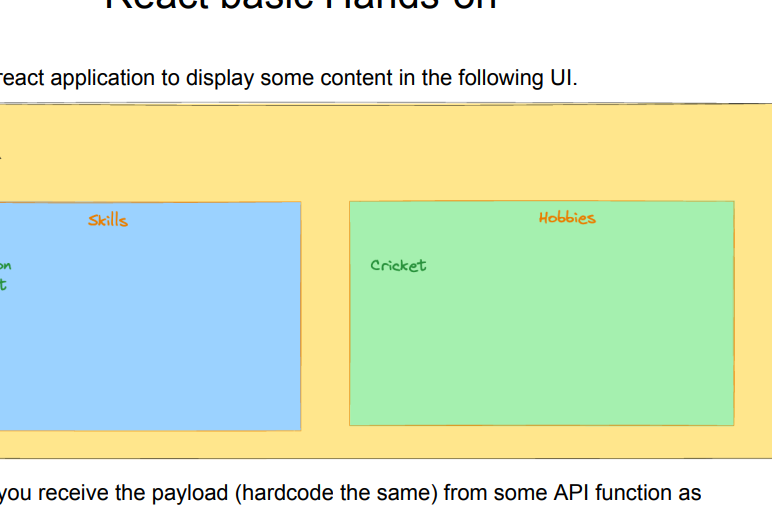 React basic Hands-on
react application to display some content in the following UI.
Skills
Hobbies
on
Cricket
t
you receive the payload (hardcode the same) from some API function as